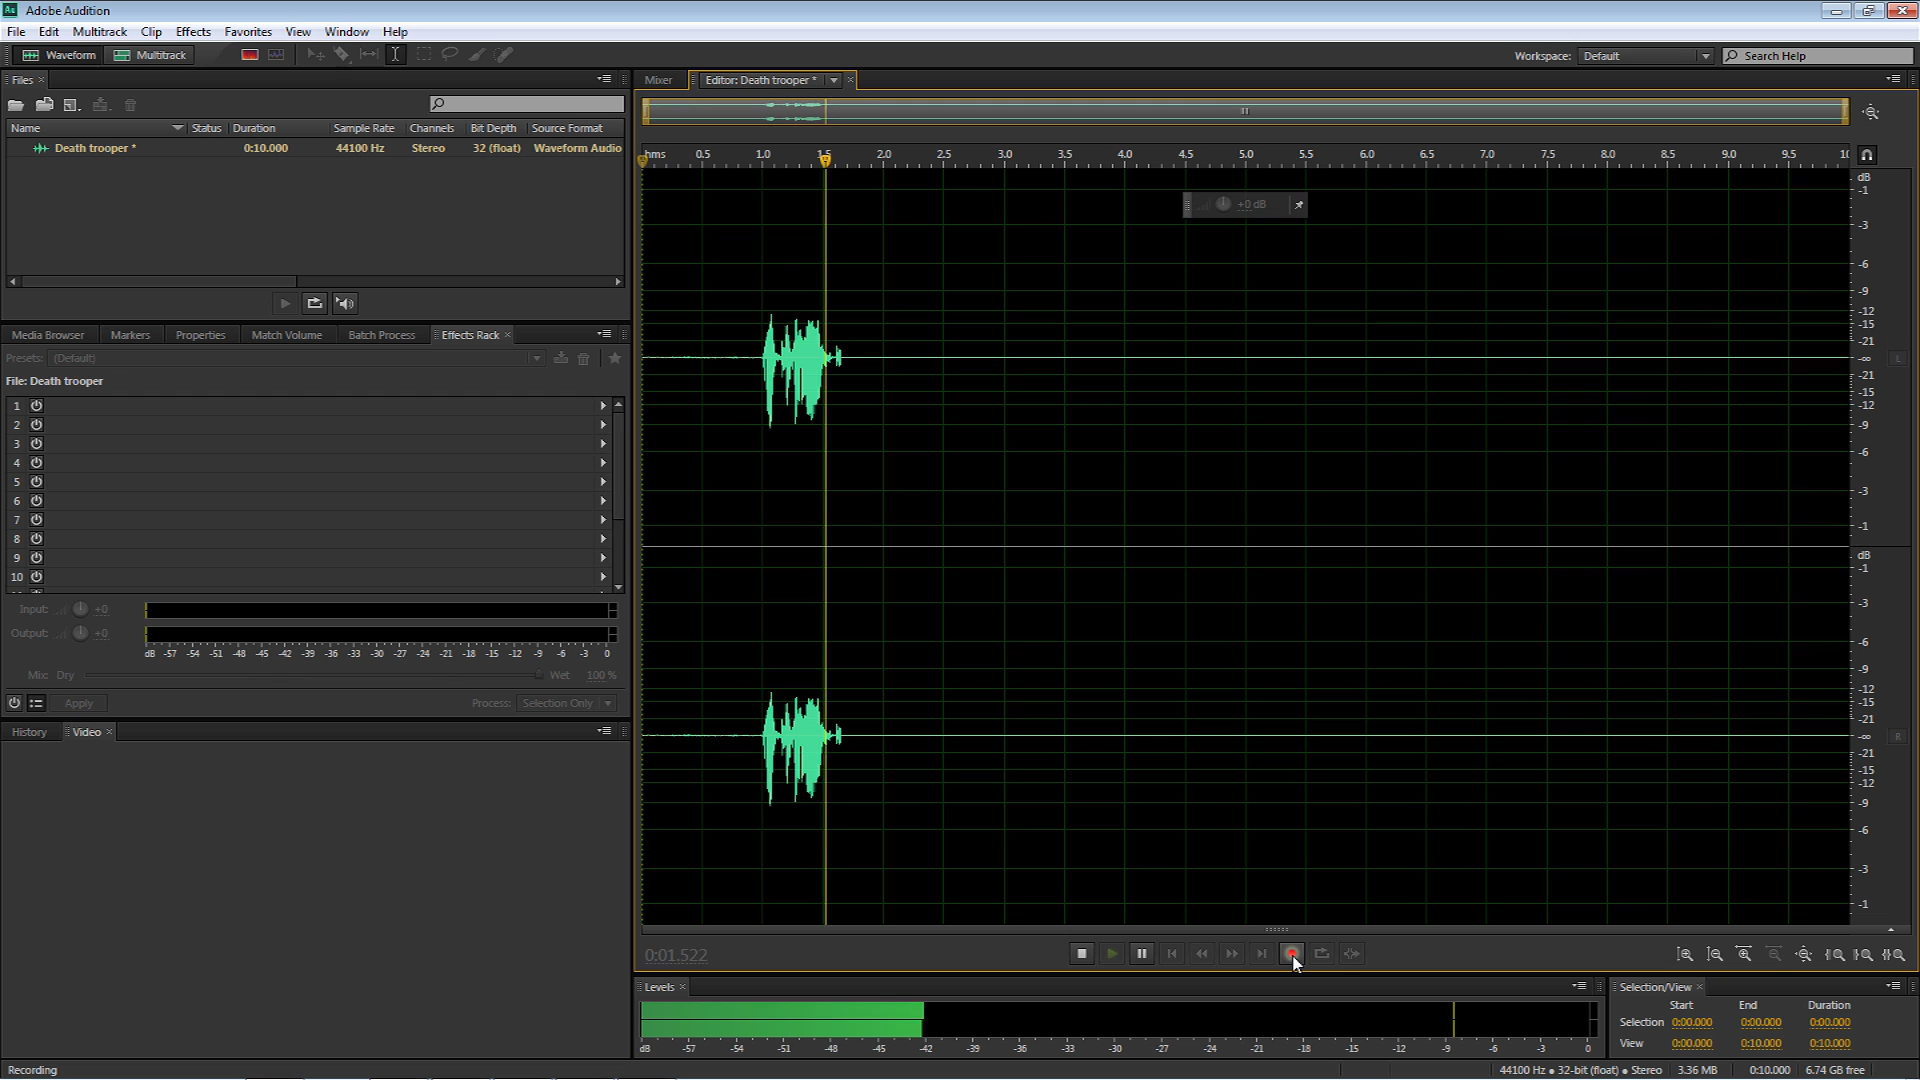 Au Adobe Audition
File Edit Multitrack Clip Effects Favorites View Window Help
Waveform Multitrack Workspace: Default Search Help
Files
Name Status Duration Sample Rate Channels Bit Depth Source Format
Death trooper * 0:10.000 44100 Hz Stereo 32 (float) Waveform Audio
Media Browser Markers Properties Match Volume Batch Process Effects Rack
Presets: (Default)
File: Death trooper
1
2
3
4
5
6
7
8
9
10
Input: +0
Output: +0
dB -57 -54 -51 -48 -45 -42 -39 -36 -33 -30 -27 -24 -21 -18 -15 -12 -9 -6 -3 0
Mix: Dry Wet 100 %
Apply Process: Selection Only
History Video
Mixer Editor: Death trooper *
hms 0.5 1.0 1.5 2.0 2.5 3.0 3.5 4.0 4.5 5.0 5.5 6.0 6.5 7.0 7.5 8.0 8.5 9.0 9.5 10
+0 dB
dB
-1
-3
-6
-9
-12
-15
-21
-∞ L
-21
-15
-12
-9
-6
-3
-1
dB
-1
-3
-6
-9
-12
-15
-21
-∞ R
-21
-15
-12
-9
-6
-3
-1
0:01.522
Levels
dB -57 -54 -51 -48 -45 -42 -39 -36 -33 -30 -27 -24 -21 -18 -15 -12 -9 -6 -3 0
Selection/View
Start End Duration
Selection 0:00.000 0:00.000 0:00.000
View 0:00.000 0:10.000 0:10.000
Recording 44100 Hz ● 32-bit (float) ● Stereo 3.36 MB 0:10.000 6.74 GB free